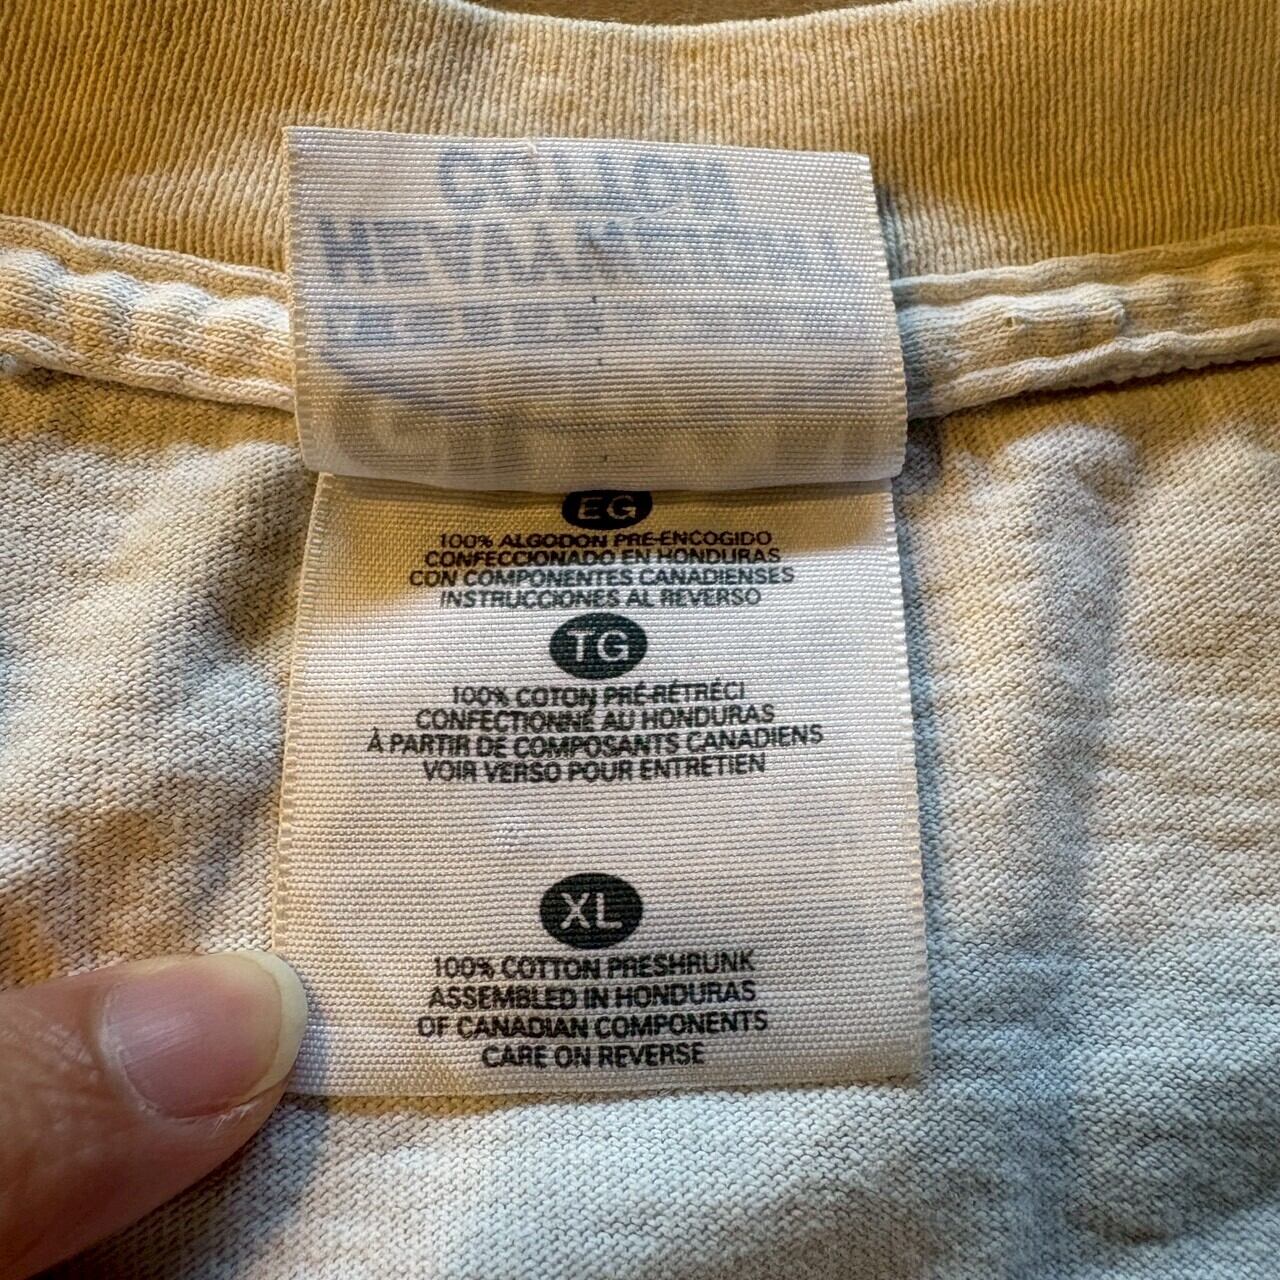 EG
100% ALGODON PRE-ENCOGIDO
CONFECCIONADO EN HONDURAS
CON COMPONENTES CANADIENSES
INSTRUCCIONES AL REVERSO
TG
100% COTON PRÉ-RÉTRÉCI
CONFECTIONNÉ AU HONDURAS
À PARTIR DE COMPOSANTS CANADIENS
VOIR VERSO POUR ENTRETIEN
XL
100% COTTON PRESHRUNK
ASSEMBLED IN HONDURAS
OF CANADIAN COMPONENTS
CARE ON REVERSE